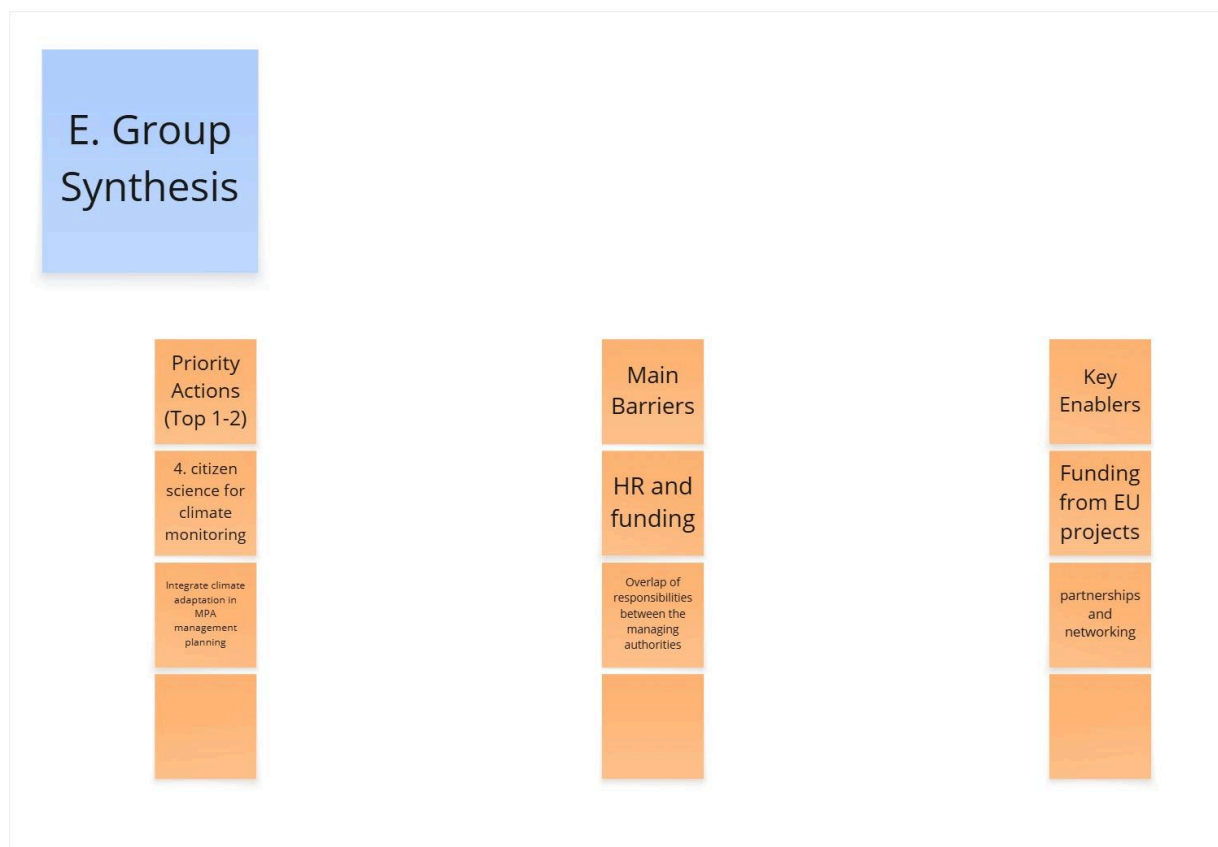 E. Group
Synthesis
Priority
Actions
(Top 1-2)
4. citizen
science for
climate
monitoring
Integrate climate
adaptation in
MPA
management
planning
Main
Barriers
HR and
funding
Overlap of
responsibilities
between the
managing
authorities
Key
Enablers
Funding
from EU
projects
partnerships
and
networking